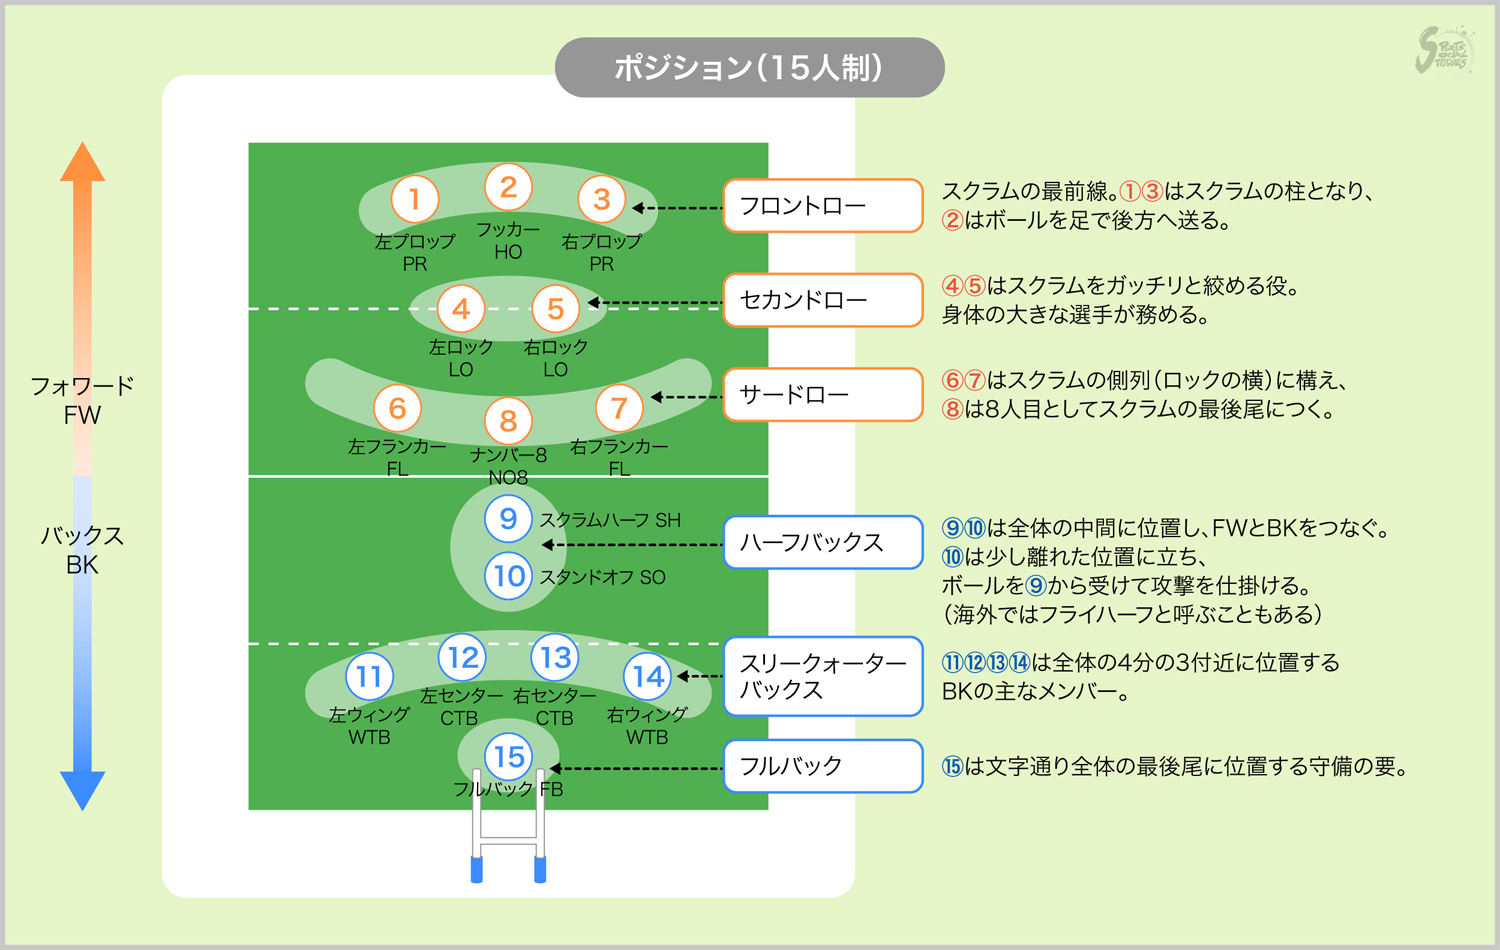 ポジション（15人制）
SPORTS SOCIAL TOWNS
フォワード
FW
バックス
BK
1
2
3
左プロップ
PR
フッカー
HO
右プロップ
PR
フロントロー
スクラムの最前線。①③はスクラムの柱となり、
②はボールを足で後方へ送る。
4
5
左ロック
LO
右ロック
LO
セカンドロー
④⑤はスクラムをガッチリと絞める役。
身体の大きな選手が務める。
6
8
7
左フランカー
FL
ナンバー8
NO8
右フランカー
FL
サードロー
⑥⑦はスクラムの側列（ロックの横）に構え、
⑧は8人目としてスクラムの最後尾につく。
9
スクラムハーフ SH
10
スタンドオフ SO
ハーフバックス
⑨⑩は全体の中間に位置し、FWとBKをつなぐ。
⑩は少し離れた位置に立ち、
ボールを⑨から受けて攻撃を仕掛ける。
（海外ではフライハーフと呼ぶこともある）
11
12
13
14
左ウィング
WTB
左センター
CTB
右センター
CTB
右ウィング
WTB
スリークォーター
バックス
⑪⑫⑬⑭は全体の4分の3付近に位置する
BKの主なメンバー。
15
フルバック FB
フルバック
⑮は文字通り全体の最後尾に位置する守備の要。